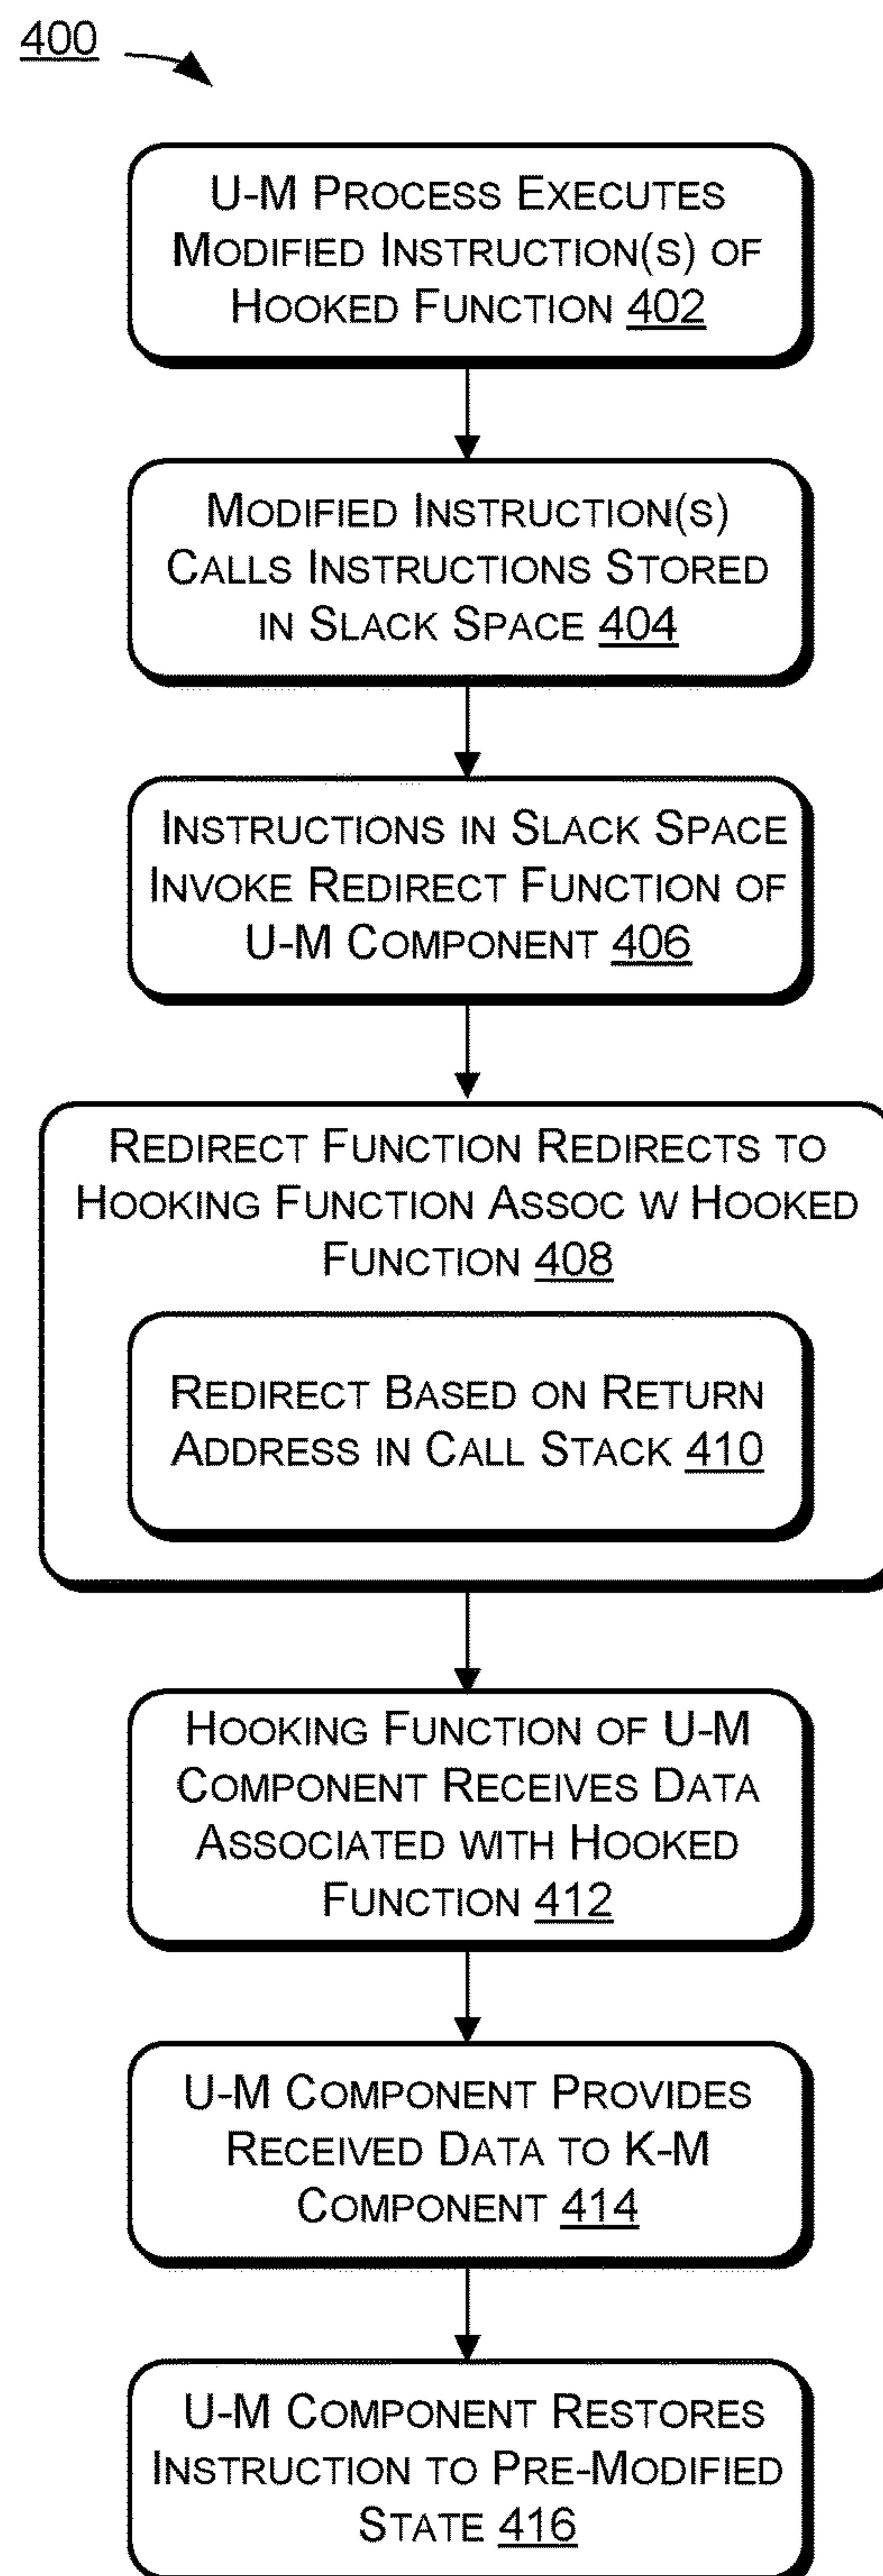 400
U-M PROCESS EXECUTES
MODIFIED INSTRUCTION(S) OF
HOOKED FUNCTION 402
MODIFIED INSTRUCTION(S)
CALLS INSTRUCTIONS STORED
IN SLACK SPACE 404
INSTRUCTIONS IN SLACK SPACE
INVOKE REDIRECT FUNCTION OF
U-M COMPONENT 406
REDIRECT FUNCTION REDIRECTS TO
HOOKING FUNCTION ASSOC W HOOKED
FUNCTION 408
REDIRECT BASED ON RETURN
ADDRESS IN CALL STACK 410
HOOKING FUNCTION OF U-M
COMPONENT RECEIVES DATA
ASSOCIATED WITH HOOKED
FUNCTION 412
U-M COMPONENT PROVIDES
RECEIVED DATA TO K-M
COMPONENT 414
U-M COMPONENT RESTORES
INSTRUCTION TO PRE-MODIFIED
STATE 416